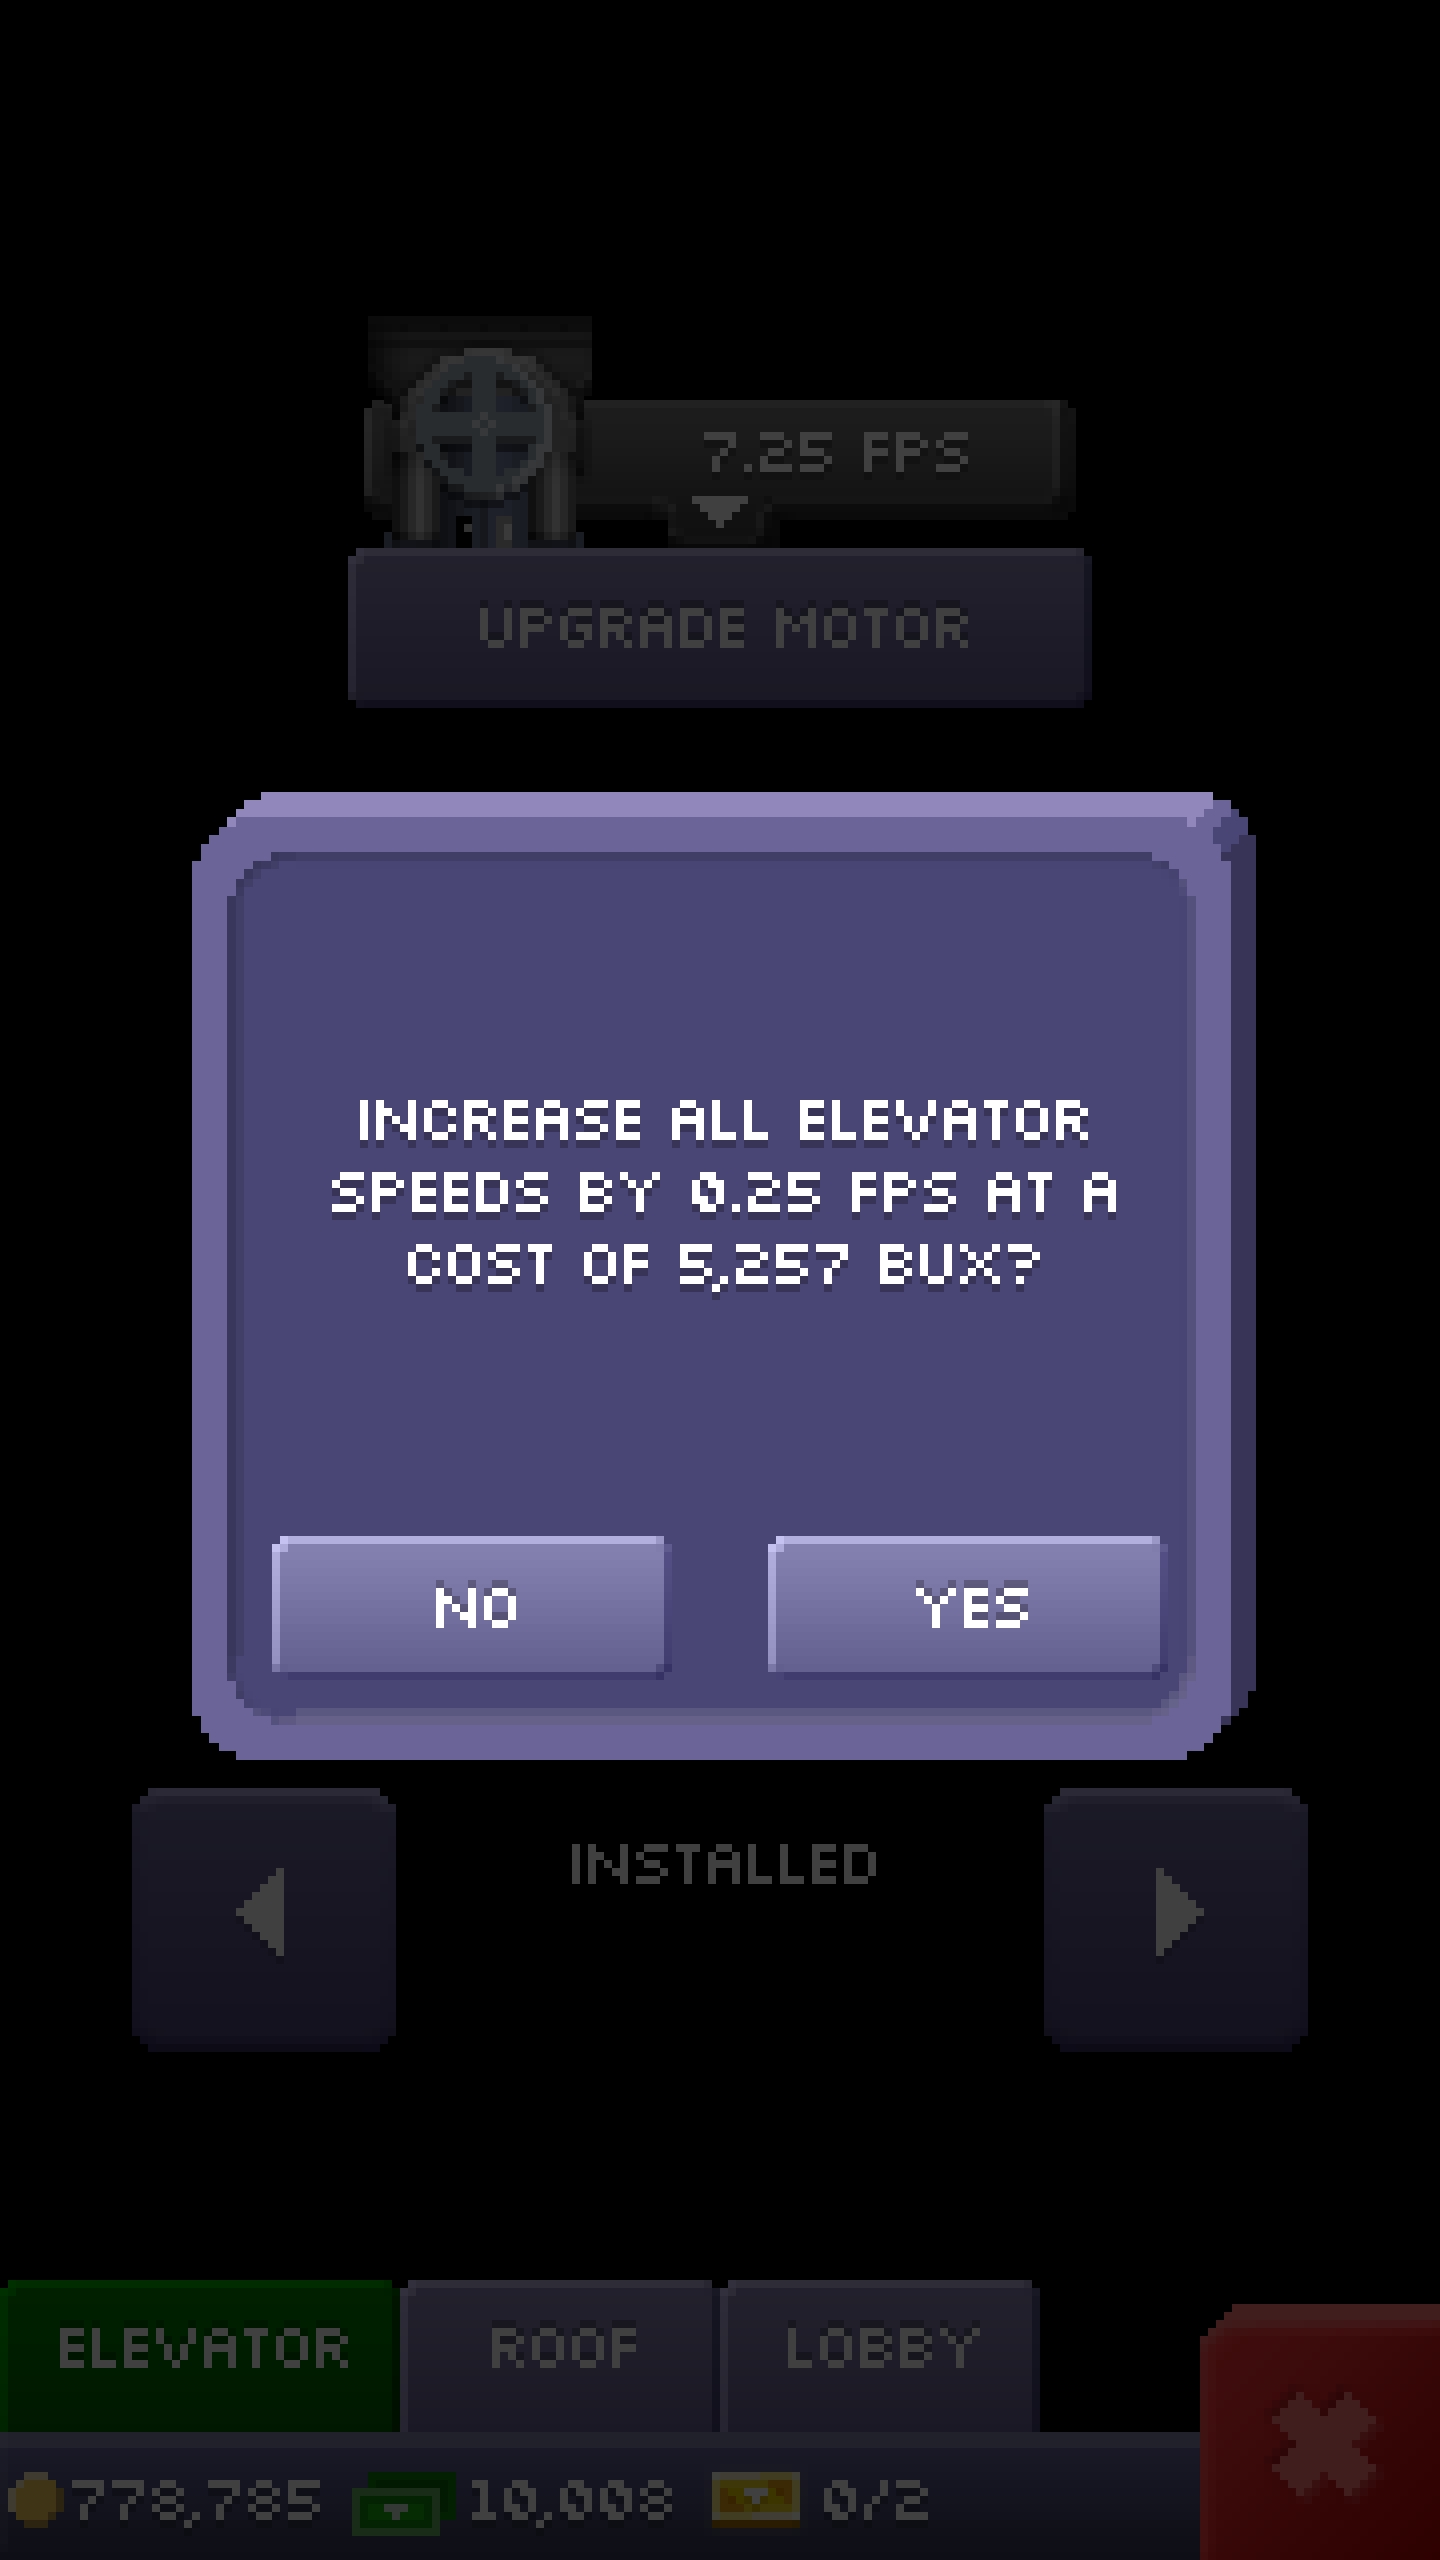 7.25 FPS
UPGRADE MOTOR
INCREASE ALL ELEVATOR
SPEEDS BY 0.25 FPS AT A
COST OF 5,257 BUX?
NO YES
INSTALLED
ELEVATOR ROOF LOBBY
778,785 10,008 0/2